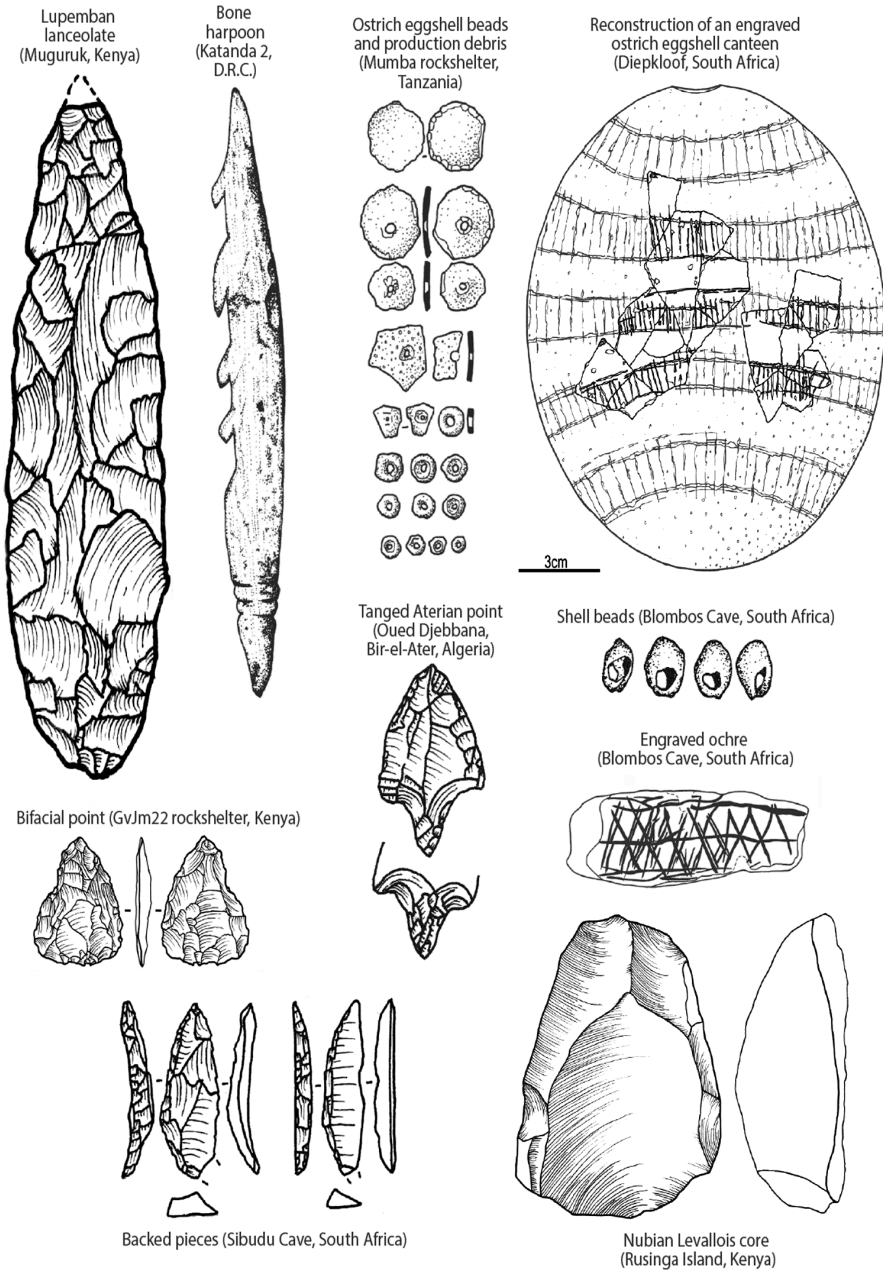 Lupemban
lanceolate
(Muguruk, Kenya)
Bone
harpoon
(Katanda 2,
D.R.C.)
Ostrich eggshell beads
and production debris
(Mumba rockshelter,
Tanzania)
Reconstruction of an engraved
ostrich eggshell canteen
(Diepkloof, South Africa)
3cm
Tanged Aterian point
(Oued Djebbana,
Bir-el-Ater, Algeria)
Shell beads (Blombos Cave, South Africa)
Engraved ochre
(Blombos Cave, South Africa)
Bifacial point (GvJm22 rockshelter, Kenya)
Backed pieces (Sibudu Cave, South Africa)
Nubian Levallois core
(Rusinga Island, Kenya)